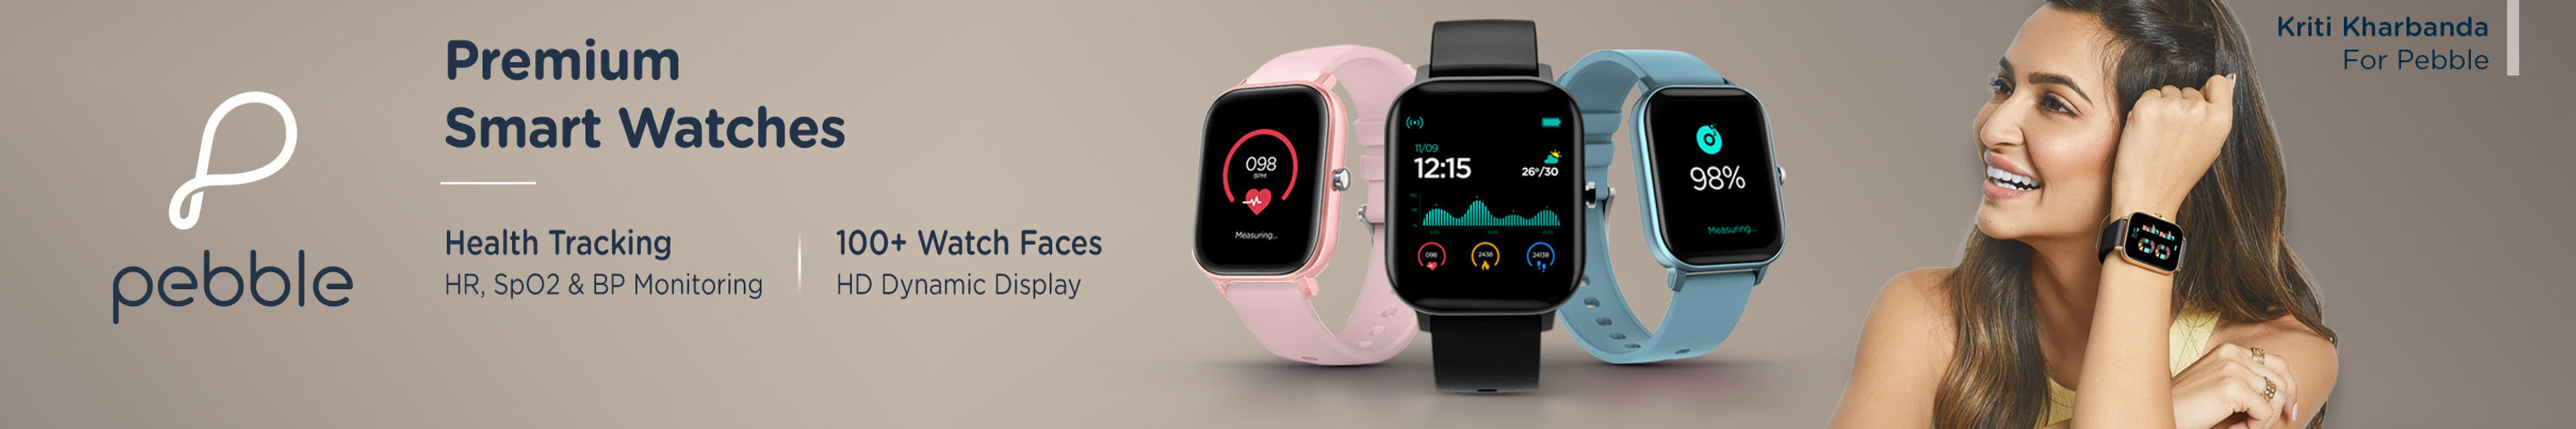 pebble
Premium
Smart Watches
Health Tracking
HR, SpO2 & BP Monitoring
100+ Watch Faces
HD Dynamic Display
098
BPM
Measuring...
11/09
12:15
26°/30
098
2438
24138
98%
Measuring...
Kriti Kharbanda
For Pebble